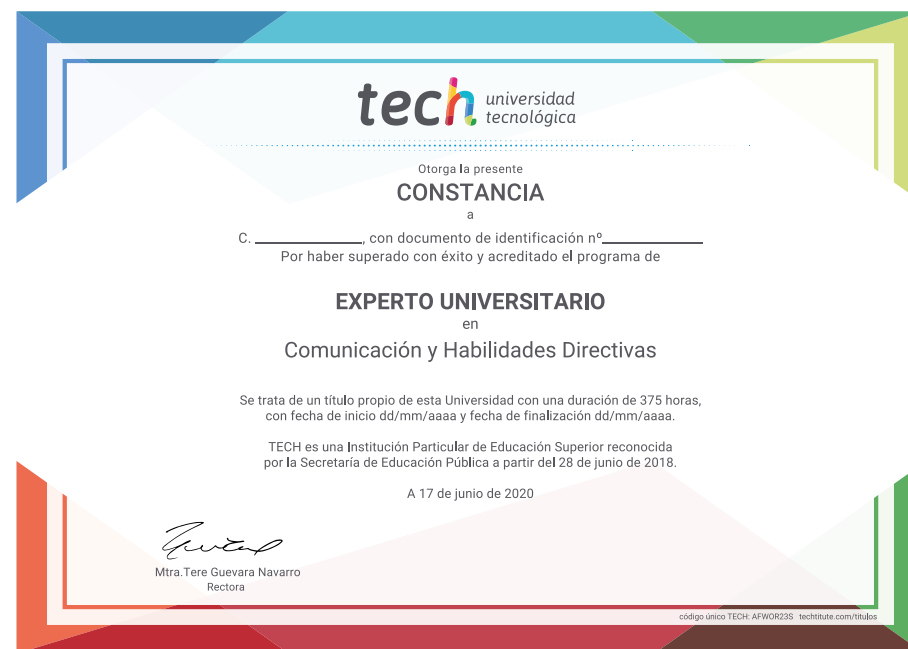 tech universidad
tecnológica
Otorga la presente
CONSTANCIA
a
C. ______________, con documento de identificación nº_____________
Por haber superado con éxito y acreditado el programa de
EXPERTO UNIVERSITARIO
en
Comunicación y Habilidades Directivas
Se trata de un título propio de esta Universidad con una duración de 375 horas,
con fecha de inicio dd/mm/aaaa y fecha de finalización dd/mm/aaaa.
TECH es una Institución Particular de Educación Superior reconocida
por la Secretaría de Educación Pública a partir del 28 de junio de 2018.
A 17 de junio de 2020
Mtra.Tere Guevara Navarro
Rectora
código único TECH: AFWOR23S techtitute.com/titulos